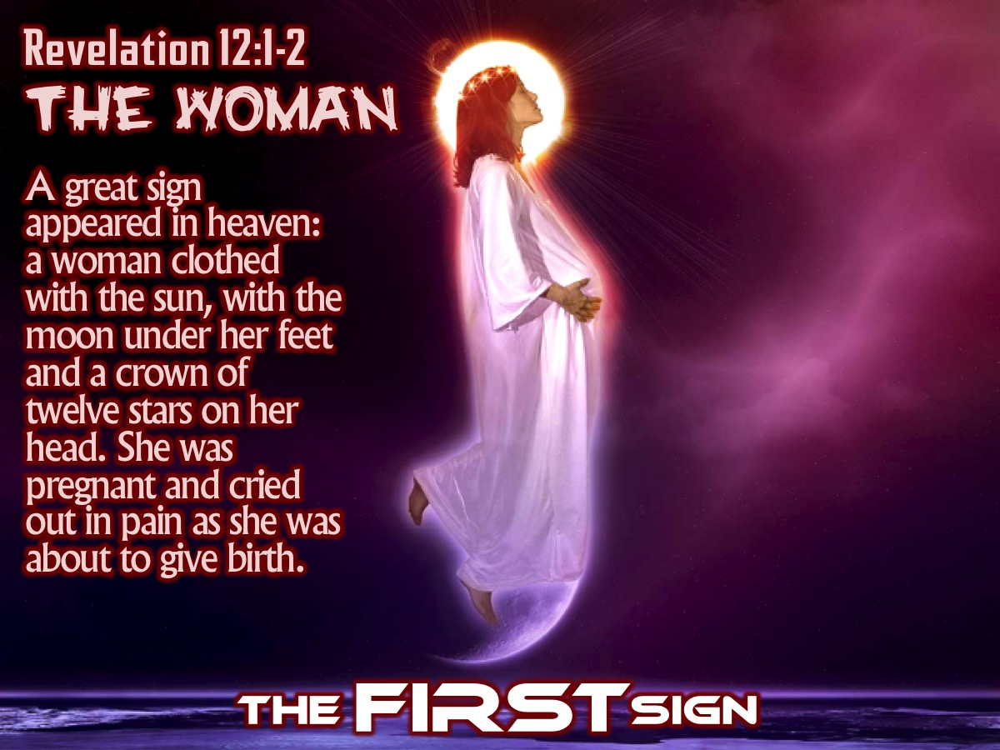 Revelation 12:1-2
THE WOMAN
A great sign
appeared in heaven:
a woman clothed
with the sun, with the
moon under her feet
and a crown of
twelve stars on her
head. She was
pregnant and cried
out in pain as she was
about to give birth.
THE FIRST SIGN